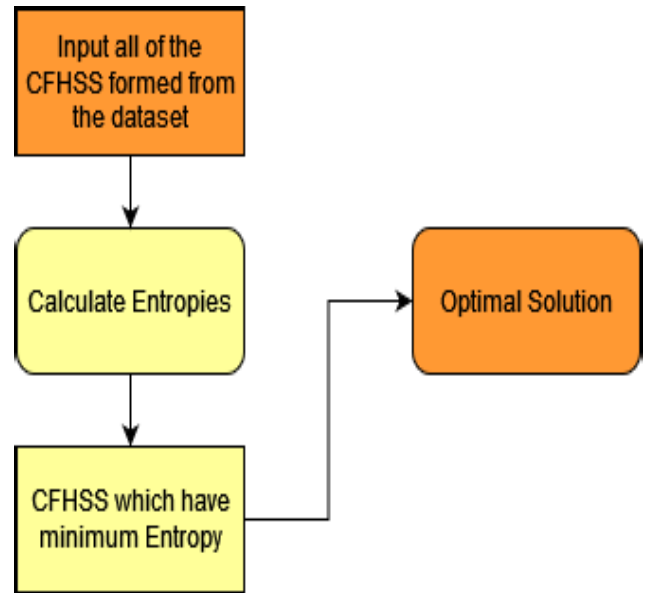 Input all of the
CFHSS formed from
the dataset
Calculate Entropies
CFHSS which have
minimum Entropy
Optimal Solution